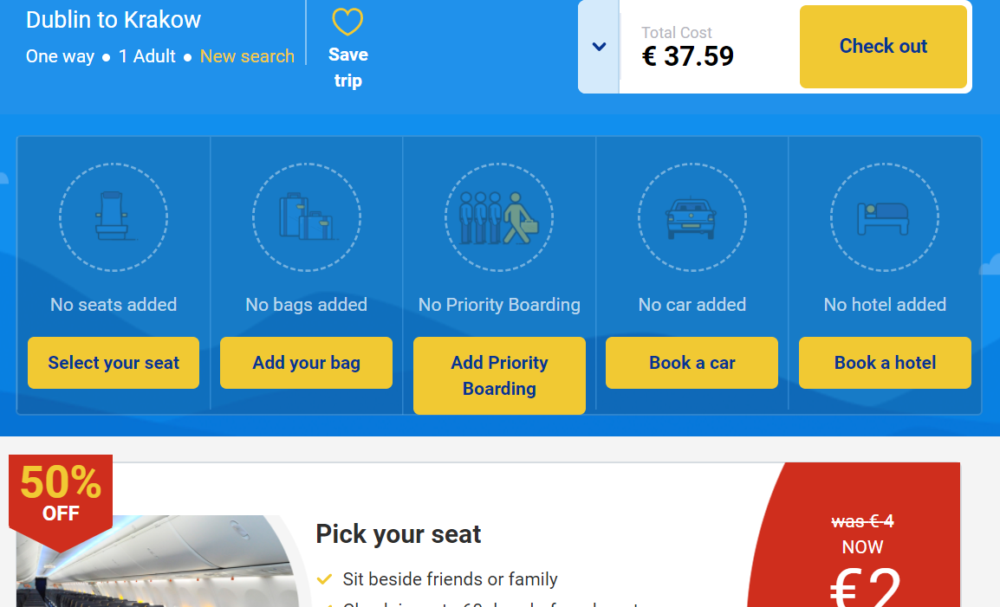 Dublin to Krakow
One way ● 1 Adult ● New search
Save
trip
Total Cost
€ 37.59
Check out
No seats added
No bags added
No Priority Boarding
No car added
No hotel added
Select your seat
Add your bag
Add Priority
Boarding
Book a car
Book a hotel
50%
OFF
Pick your seat
Sit beside friends or family
was € 4
NOW
€2